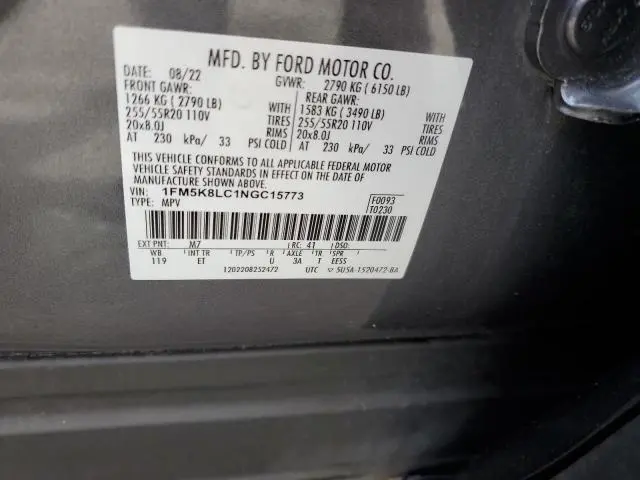 MFD. BY FORD MOTOR CO.
DATE: 08/22 GVWR: 2790 KG ( 6150 LB)
FRONT GAWR: REAR GAWR:
1266 KG ( 2790 LB) WITH 1583 KG ( 3490 LB) WITH
255/55R20 110V TIRES 255/55R20 110V TIRES
20x8.0J RIMS 20x8.0J RIMS
AT 230 kPa/ 33 PSI COLD AT 230 kPa/ 33 PSI COLD
THIS VEHICLE CONFORMS TO ALL APPLICABLE FEDERAL MOTOR
VEHICLE SAFETY STANDARDS IN EFFECT ON THE DATE OF
MANUFACTURE SHOWN ABOVE.
VIN: 1FM5K8LC1NGC15773 F0093
TYPE: MPV T0230
EXT PNT: M7 RC: 41 DSO:
WB INT TR TP/PS R AXLE TR SPR
119 ET U 3A T EESS
1202208252472 UTC 5U5A-1520472-BA